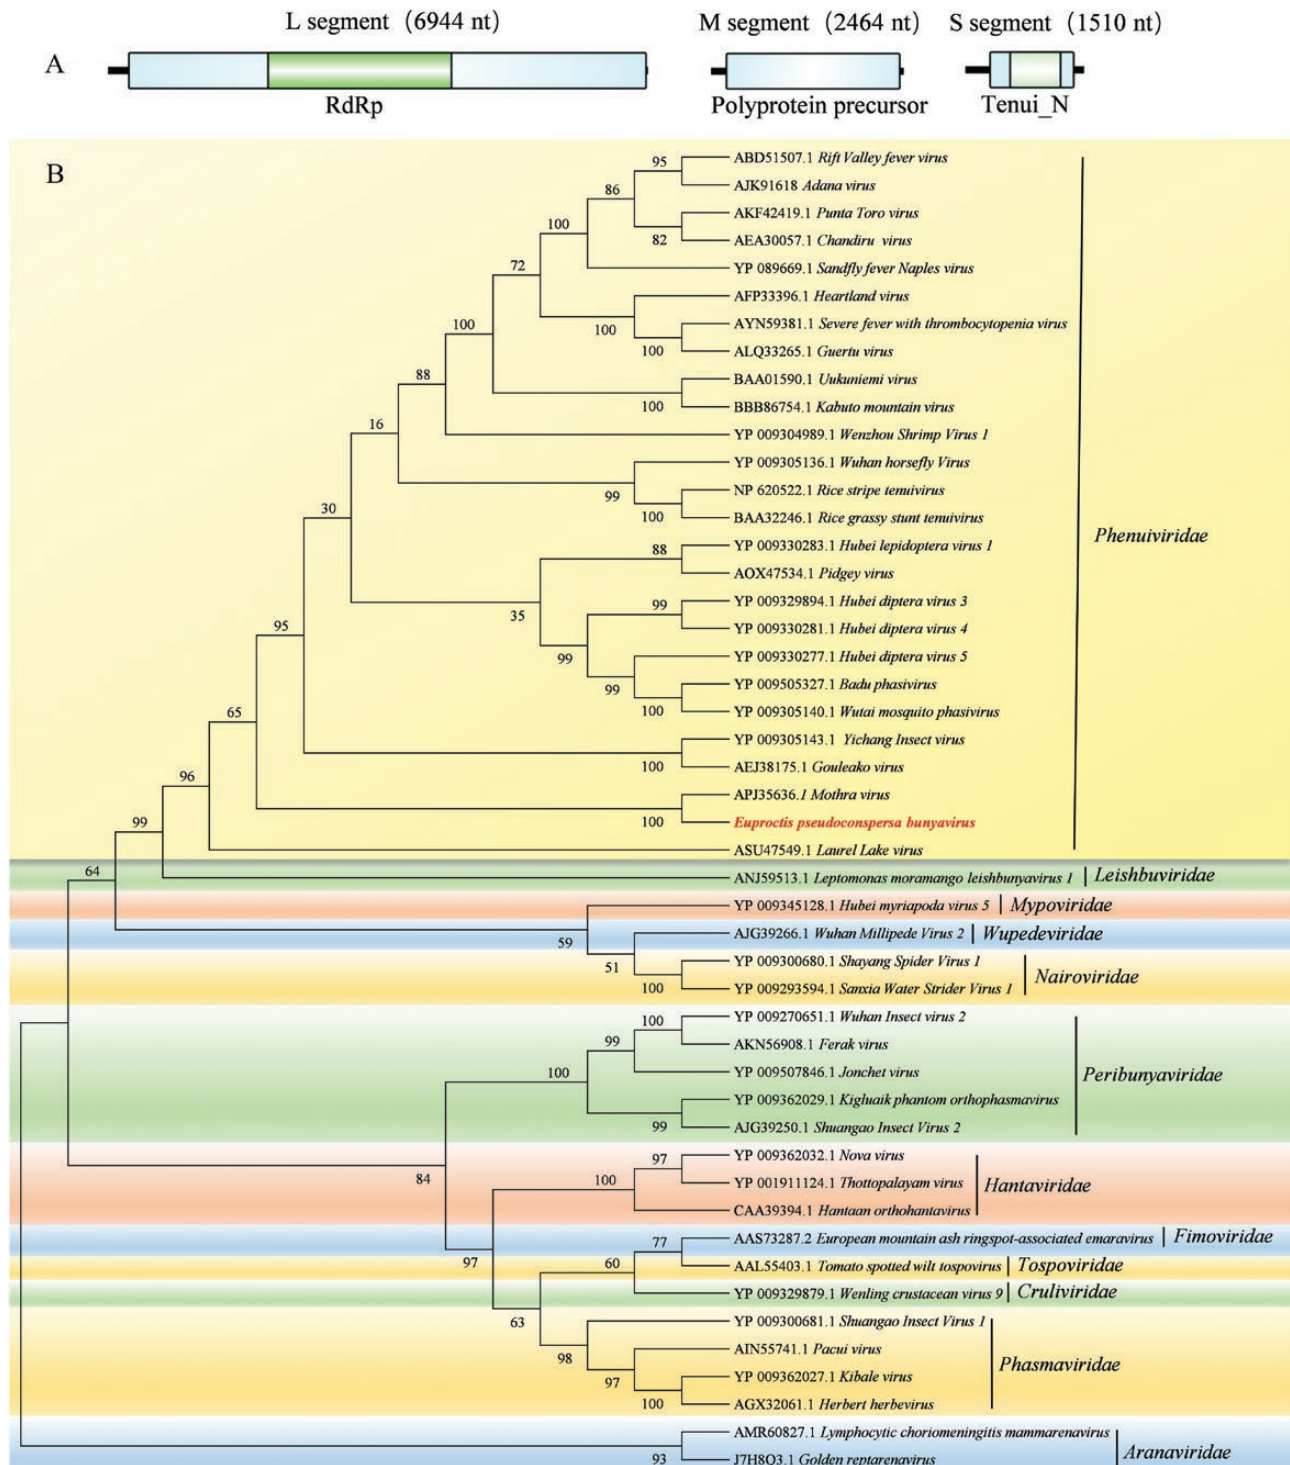 L segment（6944 nt）
M segment（2464 nt）
S segment（1510 nt）
A
RdRp
Polyprotein precursor
Tenui_N
B
95
ABD51507.1 Rift Valley fever virus
AJK91618 Adana virus
86
AKF42419.1 Punta Toro virus
100
82
AEA30057.1 Chandiru virus
72
YP 089669.1 Sandfly fever Naples virus
AFP33396.1 Heartland virus
100
100
AYN59381.1 Severe fever with thrombocytopenia virus
100
ALQ33265.1 Guertu virus
88
BAA01590.1 Uukuniemi virus
100
BBB86754.1 Kabuto mountain virus
16
YP 009304989.1 Wenzhou Shrimp Virus 1
YP 009305136.1 Wuhan horsefly Virus
99
NP 620522.1 Rice stripe tenuivirus
30
100
BAA32246.1 Rice grassy stunt tenuivirus
Phenuiviridae
88
YP 009330283.1 Hubei lepidoptera virus 1
AOX47534.1 Pidgey virus
35
99
YP 009329894.1 Hubei diptera virus 3
95
YP 009330281.1 Hubei diptera virus 4
99
YP 009330277.1 Hubei diptera virus 5
99
YP 009505327.1 Badu phasivirus
65
100
YP 009305140.1 Wutai mosquito phasivirus
YP 009305143.1 Yichang Insect virus
96
100
AEJ38175.1 Gouleako virus
APJ35636.1 Mothra virus
99
100
Euproctis pseudoconspersa bunyavirus
ASU47549.1 Laurel Lake virus
64
ANJ59513.1 Leptomonas moramango leishbunyavirus 1
Leishbuviridae
YP 009345128.1 Hubei myriapoda virus 5
Mypoviridae
59
AJG39266.1 Wuhan Millipede Virus 2
Wupedeviridae
51
YP 009300680.1 Shayang Spider Virus 1
Nairoviridae
100
YP 009293594.1 Sanxia Water Strider Virus 1
100
YP 009270651.1 Wuhan Insect virus 2
99
AKN56908.1 Ferak virus
100
YP 009507846.1 Jonchet virus
Peribunyaviridae
YP 009362029.1 Kigluaik phantom orthophasmavirus
99
AJG39250.1 Shuangao Insect Virus 2
97
YP 009362032.1 Nova virus
84
100
YP 001911124.1 Thottopalayam virus
Hantaviridae
CAA39394.1 Hantaan orthohantavirus
77
AAS73287.2 European mountain ash ringspot-associated emaravirus
Fimoviridae
97
60
AAL55403.1 Tomato spotted wilt tospovirus
Tospoviridae
YP 009329879.1 Wenling crustacean virus 9
Cruliviridae
63
YP 009300681.1 Shuangao Insect Virus 1
98
AIN55741.1 Pacui virus
Phasmaviridae
97
YP 009362027.1 Kibale virus
100
AGX32061.1 Herbert herbevirus
AMR60827.1 Lymphocytic choriomeningitis mammarenavirus
Aranaviridae
93
J7H8Q3.1 Golden reptarenavirus